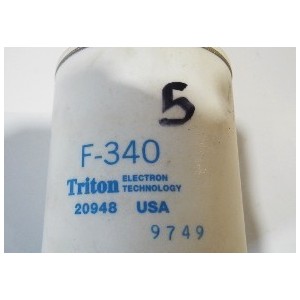 5
F-340
Triton ELECTRON
TECHNOLOGY
20948 USA
9749